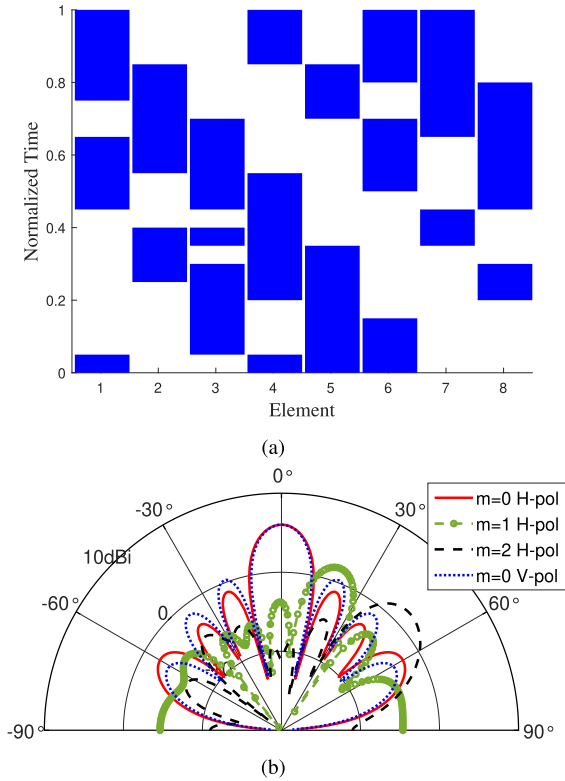 1
0.8
0.6
0.4
0.2
0
Normalized Time
1 2 3 4 5 6 7 8
Element
(a)
0°
-30°
30°
10dBi
-60°
60°
0
-90°
90°
m=0 H-pol
m=1 H-pol
m=2 H-pol
m=0 V-pol
(b)